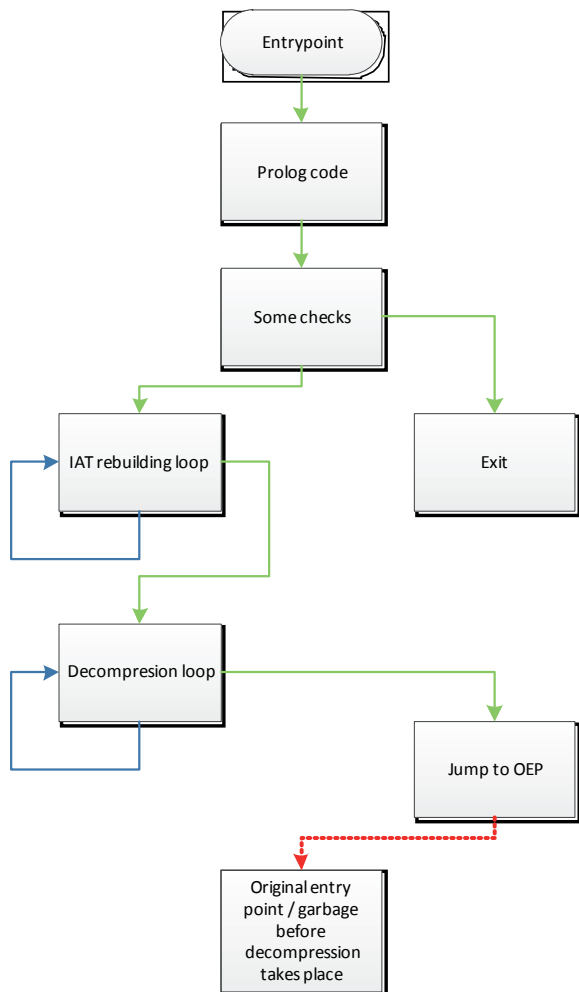 Entrypoint
Prolog code
Some checks
IAT rebuilding loop
Exit
Decompresion loop
Jump to OEP
Original entry
point / garbage
before
decompression
takes place